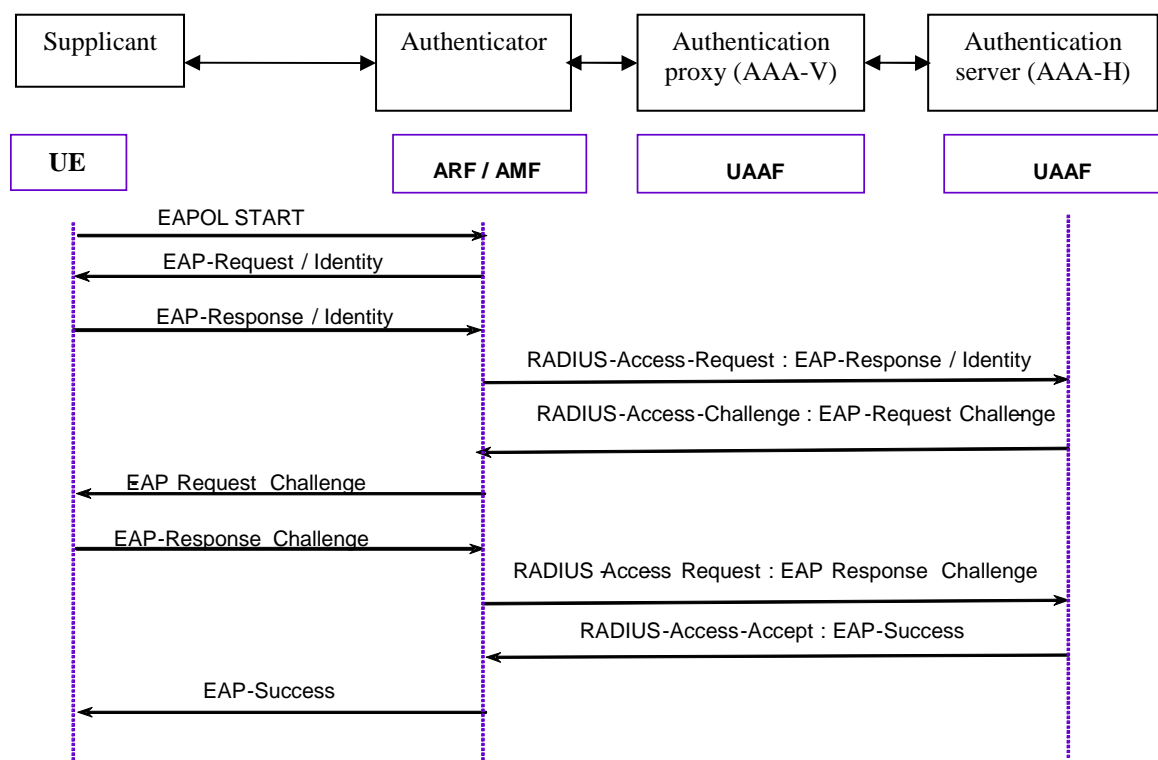 Supplicant
Authenticator
Authentication
proxy (AAA-V)
Authentication
server (AAA-H)
UE
ARF / AMF
UAAF
UAAF
EAPOL START
EAP-Request / Identity
EAP-Response / Identity
RADIUS-Access-Request : EAP-Response / Identity
RADIUS-Access-Challenge : EAP-Request Challenge
EAP Request Challenge
EAP-Response Challenge
RADIUS-Access Request : EAP Response Challenge
RADIUS-Access-Accept : EAP-Success
EAP-Success